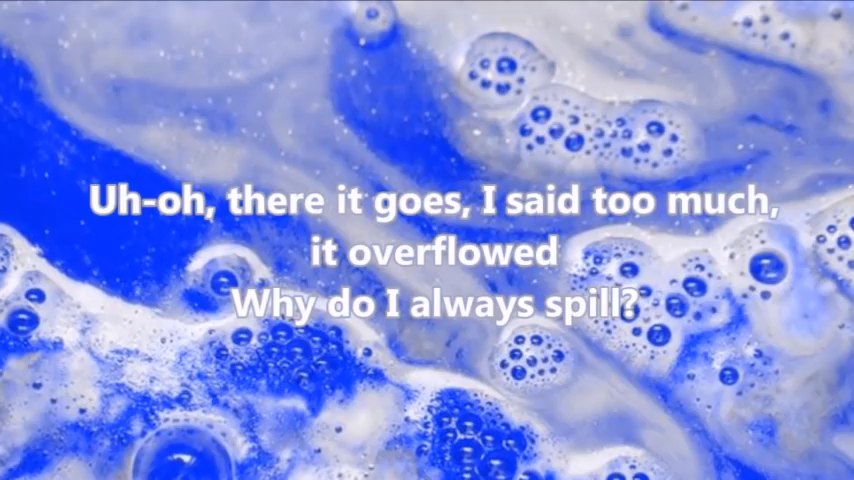 Uh-oh, there it goes, I said too much,
it overflowed
Why do I always spill?